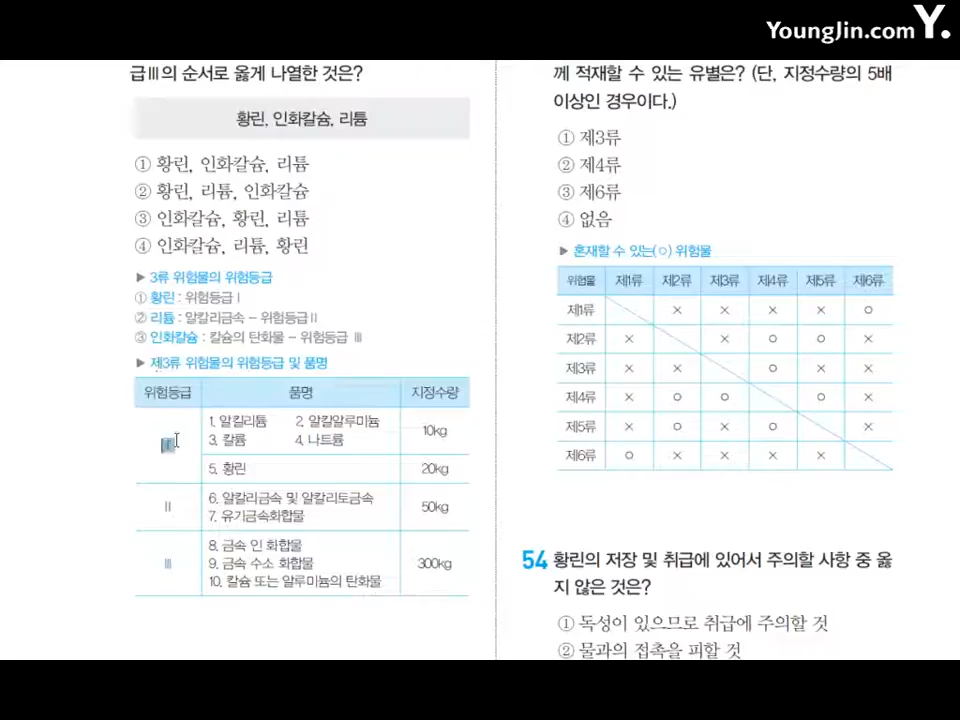 YoungJin.com Y.
급Ⅲ의 순서로 옳게 나열한 것은?
황린, 인화칼슘, 리튬
① 황린, 인화칼슘, 리튬
② 황린, 리튬, 인화칼슘
③ 인화칼슘, 황린, 리튬
④ 인화칼슘, 리튬, 황린
▶ 3류 위험물의 위험등급
① 황린 : 위험등급Ⅰ
② 리튬 : 알칼리금속 - 위험등급Ⅱ
③ 인화칼슘 : 칼슘의 탄화물 - 위험등급 Ⅲ
▶ 제3류 위험물의 위험등급 및 품명
위험등급 품명 지정수량
1. 알킬리튬 2. 알킬알루미늄
3. 칼륨 4. 나트륨
10kg
5. 황린 20kg
Ⅱ
6. 알칼리금속 및 알칼리토금속
7. 유기금속화합물
50kg
Ⅲ
8. 금속 인 화합물
9. 금속 수소 화합물
10. 칼슘 또는 알루미늄의 탄화물
300kg
께 적재할 수 있는 유별은? (단, 지정수량의 5배
이상인 경우이다.)
① 제3류
② 제4류
③ 제6류
④ 없음
▶ 혼재할 수 있는(○) 위험물
위험물 제1류 제2류 제3류 제4류 제5류 제6류
제1류 × × × × ○
제2류 × × ○ ○ ×
제3류 × × ○ × ×
제4류 × ○ ○ ○ ×
제5류 × ○ × ○ ×
제6류 ○ × × × ×
54 황린의 저장 및 취급에 있어서 주의할 사항 중 옳
지 않은 것은?
① 독성이 있으므로 취급에 주의할 것
② 물과의 접촉을 피할 것